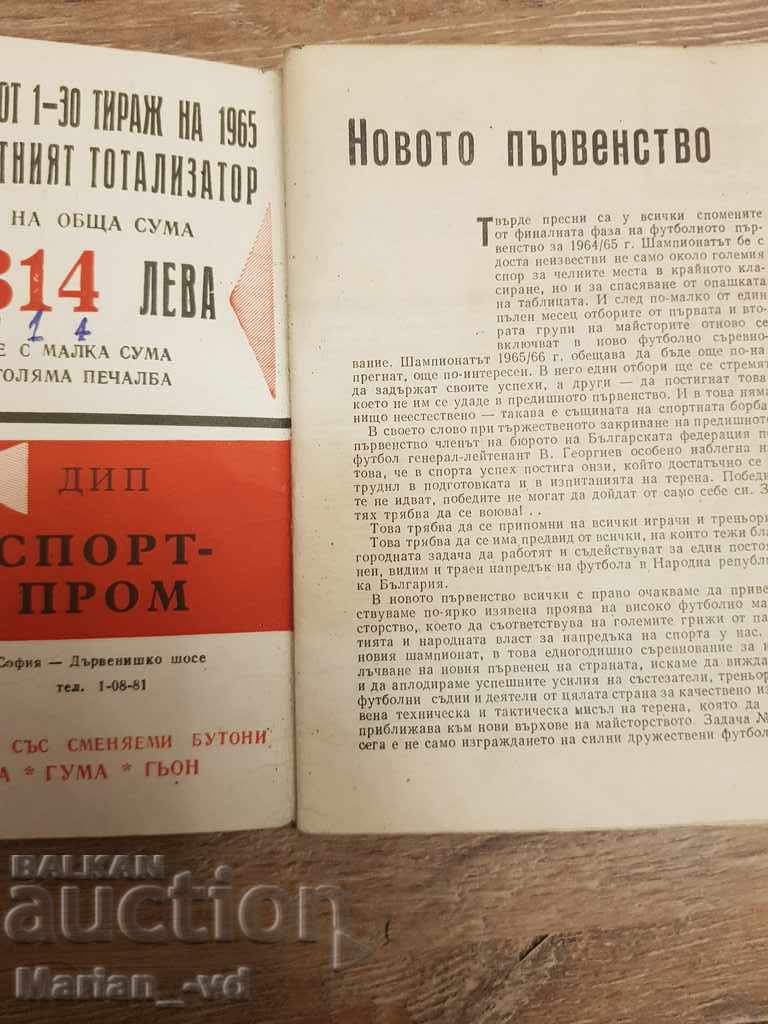 ОТ 1-30 ТИРАЖ НА 1965
ТНИЯТ ТОТАЛИЗАТОР
НА ОБЩА СУМА
314 ЛЕВА
1 4
Е С МАЛКА СУМА
ГОЛЯМА ПЕЧАЛБА
ДИП
СПОРТ-
ПРОМ
София — Дървенишко шосе
тел. 1-08-81
СЪС СМЕНЯЕМИ БУТОНИ
А * ГУМА * ГЬОН
Новото първенство
Твърде пресни са у всички спомените
от финалната фаза на футболното пър-
венство за 1964/65 г. Шампионатът бе с
доста неизвестни не само около големия
спор за челните места в крайното кла-
сиране, но и за спасяване от опашката
на таблицата. И след по-малко от един
пълен месец отборите от първата и вто-
рата групи на майсторите отново се
включват в ново футболно съревно-
вание. Шампионатът 1965/66 г. обещава да бъде още по-на
прегнат, още по-интересен. В него едни отбори ще се стремят
да задържат своите успехи, а други — да постигнат това
което не им се удаде в предишното първенство. И в това няма
нищо неестествено — такава е същината на спортната борба
В своето слово при тържественото закриване на предишното
първенство членът на бюрото на Българската федерация по
футбол генерал-лейтенант В. Георгиев особено наблегна на
това, че в спорта успех постига онзи, който достатъчно се
трудил в подготовката и в изпитанията на терена. Победи
те не идват, победите не могат да дойдат от само себе си. З
тях трябва да се воюва! . .
Това трябва да се припомни на всички играчи и треньори
Това трябва да се има предвид от всички, на които тежи бла
городната задача да работят и съдействуват за един постоя
нен, видим и траен напредък на футбола в Народна републи
ка България.
В новото първенство всички с право очакваме да приве
ствуваме по-ярко изявена проява на високо футболно ма
сторство, което да съответствува на големите грижи от па
тията и народната власт за напредъка на спорта у нас.
новия шампионат, в това едногодишно съревнование за и
лъчване на новия първенец на страната, искаме да виждa
и да аплодираме успешните усилия на състезатели, треньор
футболни съдии и деятели от цялата страна за качествено из
вена техническа и тактическа мисъл на терена, която да
приближава към нови върхове на майсторството. Задача №
сега е не само изграждането на силни дружествени футбол
BALKAN
auction
Marian_-vd